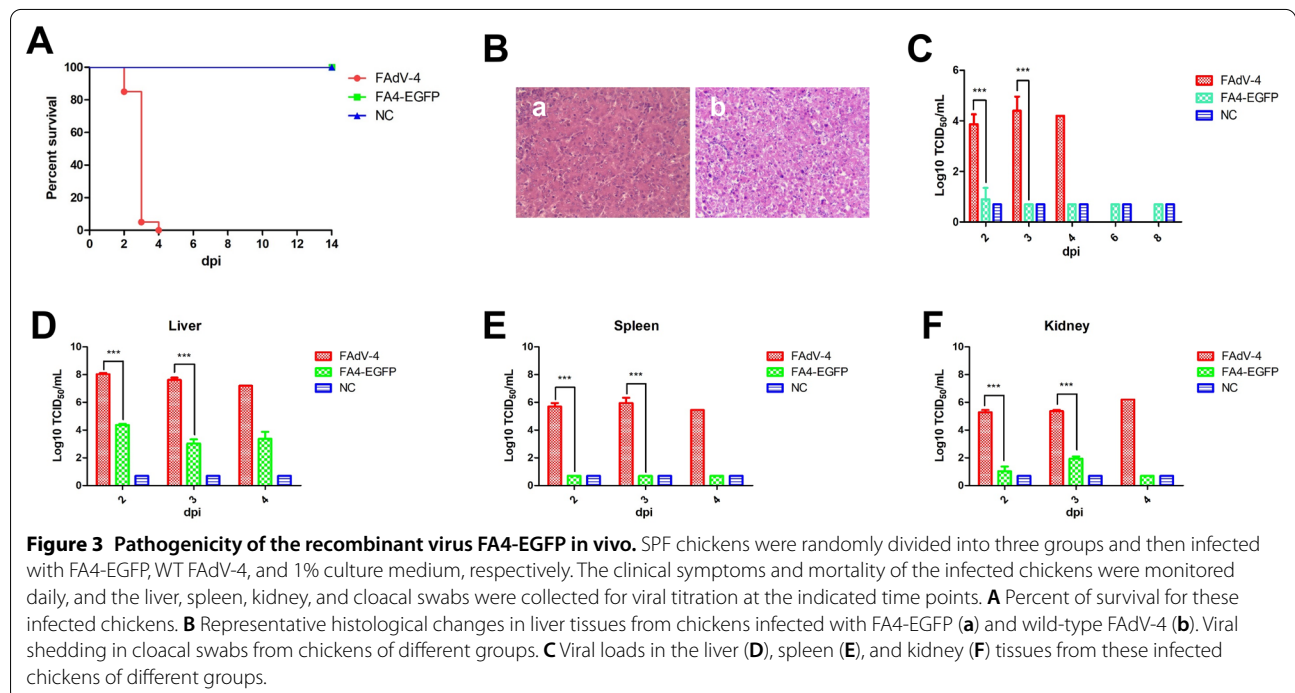 A
100
80
60
40
20
0
Percent survival
0 2 4 6 8 10 12 14
dpi
FAdV-4
FA4-EGFP
NC
B
a
b
C
6
4
2
0
Log10 TCID50/mL
***
***
2 3 4 6 8
dpi
FAdV-4
FA4-EGFP
NC
D
Liver
10
8
6
4
2
0
Log10 TCID50/mL
***
***
2 3 4
dpi
FAdV-4
FA4-EGFP
NC
E
Spleen
10
8
6
4
2
0
Log10 TCID50/mL
***
***
2 3 4
dpi
FAdV-4
FA4-EGFP
NC
F
Kidney
10
8
6
4
2
0
Log10 TCID50/mL
***
***
2 3 4
dpi
FAdV-4
FA4-EGFP
NC
Figure 3 Pathogenicity of the recombinant virus FA4-EGFP in vivo. SPF chickens were randomly divided into three groups and then infected
with FA4-EGFP, WT FAdV-4, and 1% culture medium, respectively. The clinical symptoms and mortality of the infected chickens were monitored
daily, and the liver, spleen, kidney, and cloacal swabs were collected for viral titration at the indicated time points. A Percent of survival for these
infected chickens. B Representative histological changes in liver tissues from chickens infected with FA4-EGFP (a) and wild-type FAdV-4 (b). Viral
shedding in cloacal swabs from chickens of different groups. C Viral loads in the liver (D), spleen (E), and kidney (F) tissues from these infected
chickens of different groups.